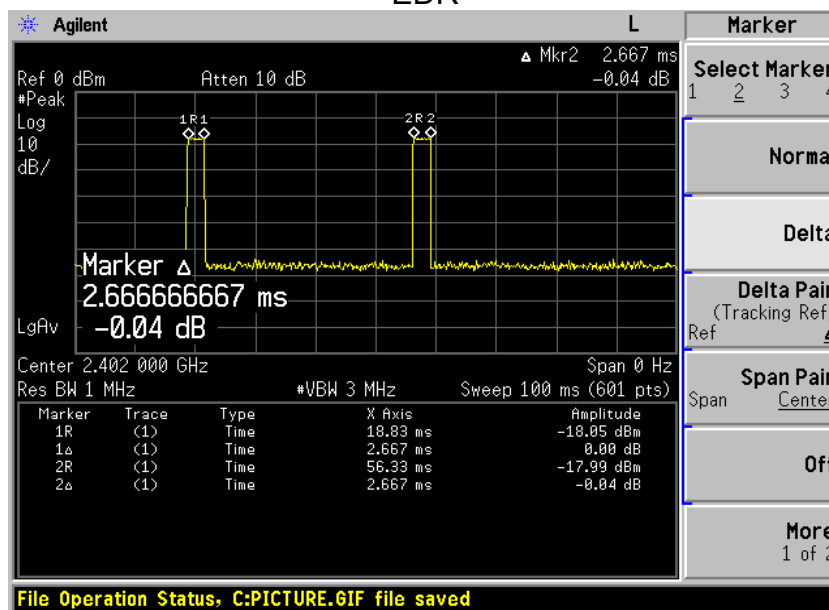 EDR
Agilent L Marker
Δ Mkr2 2.667 ms
Ref 0 dBm Atten 10 dB -0.04 dB
#Peak
Log
10
dB/
1R 1 2R 2
Marker Δ
2.666666667 ms
-0.04 dB
LgAv
Center 2.402 000 GHz Span 0 Hz
Res BW 1 MHz #VBW 3 MHz Sweep 100 ms (601 pts)
Marker Trace Type X Axis Amplitude
1R (1) Time 18.83 ms -18.05 dBm
1Δ (1) Time 2.667 ms 0.00 dB
2R (1) Time 56.33 ms -17.99 dBm
2Δ (1) Time 2.667 ms -0.04 dB
Select Marker
1 2 3
Norma
Delta
Delta Pair
(Tracking Ref
Ref
Span Pair
Span Center
Off
More
1 of 2
File Operation Status, C:PICTURE.GIF file saved